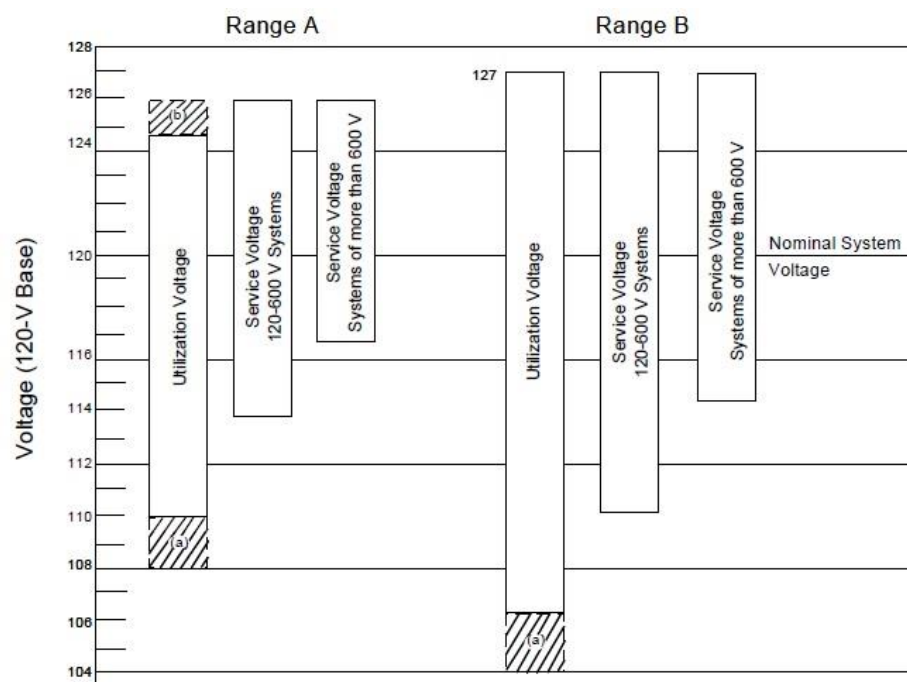 Range A
Range B
Voltage (120-V Base)
128
126
124
120
116
114
112
110
108
106
104
(b)
Utilization Voltage
(a)
Service Voltage
120-600 V Systems
Service Voltage
Systems of more than 600 V
127
Utilization Voltage
(a)
Service Voltage
120-600 V Systems
Service Voltage
Systems of more than 600 V
Nominal System
Voltage